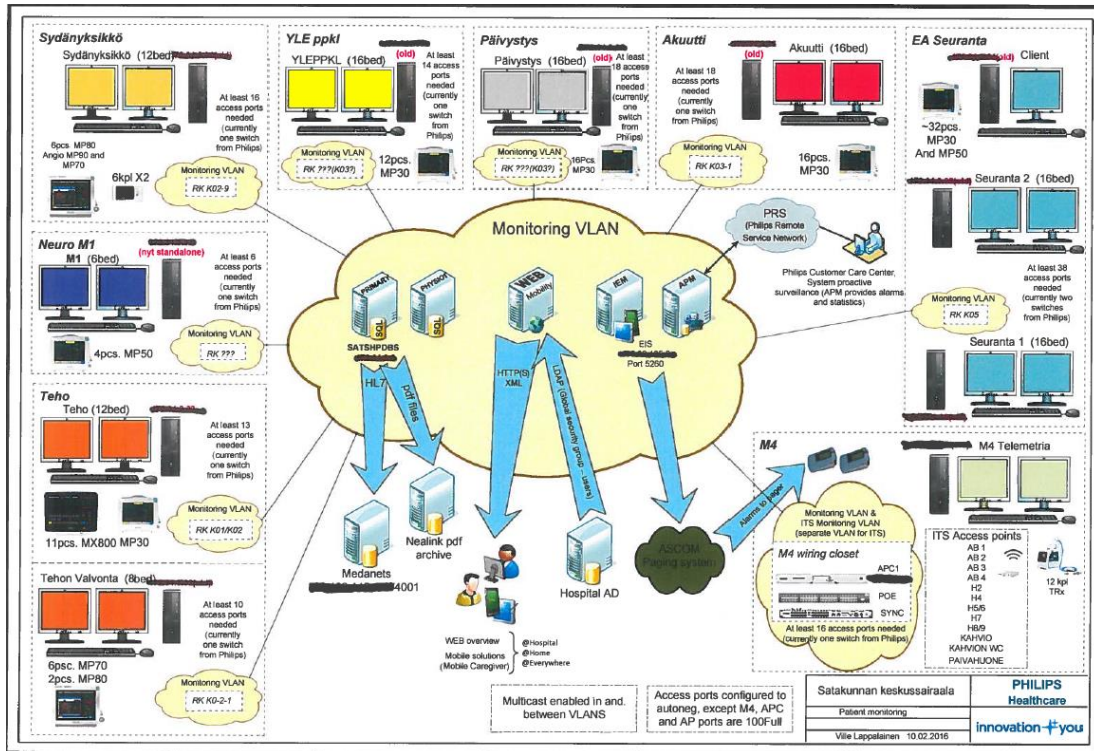 Sydänyksikkö
Sydänyksikkö (12bed)
At least 16
access ports
needed
(currently
one switch
from Philips)
6pcs. MP80
Angio MP80 and
MP70
6kpl X2
Monitoring VLAN
RK K02-9
YLE ppkl
YLEPPKL (16bed)
(old)
At least
14 access
ports
needed
(currently
one
switch
from
Philips)
Monitoring VLAN
RK ???(K03?)
12pcs.
MP30
Päivystys
Päivystys (16bed)
(old)
At least
18 access
ports
needed
(currently
one
switch
from
Philips)
Monitoring VLAN
RK ???(K03?)
16Pcs.
MP30
Akuutti
(old)
Akuutti (16bed)
At least 18
access ports
needed
(currently
one switch
from Philips)
Monitoring VLAN
RK K03-1
16pcs.
MP30
EA Seuranta
Client
~32pcs.
MP30
And MP50
Seuranta 2 (16bed)
At least 38
access ports
needed
(currently two
switches
from Philips)
Monitoring VLAN
RK K05
Seuranta 1 (16bed)
Neuro M1
(nyt standalone)
M1 (6bed)
At least 6
access ports
needed
(currently
one switch
from Philips)
Monitoring VLAN
RK ???
4pcs. MP50
Teho
Teho (12bed)
At least 13
access ports
needed
(currently
one switch
from Philips)
11pcs. MX800
MP30
Monitoring VLAN
RK K01/K02
Tehon Valvonta (8bed)
At least 10
access ports
needed
(currently
one switch
from Philips)
6psc. MP70
2pcs. MP80
Monitoring VLAN
RK K0-2-1
Monitoring VLAN
PRIMARY
SQL
PHYSIOT
SQL
WEB
Mobility
IEM
APM
SATSHPDBS
EIS
Port 5260
PRS
(Philips Remote
Service Network)
Philips Customer Care Center,
System proactive
surveillance (APM provides alarms
and statistics)
HL7
pdf files
HTTP(S)
XML
LDAP (Global security group – users)
Alarms to pager
Medanets
4001
Nealink pdf
archive
Hospital AD
ASCOM
Paging system
WEB overview
Mobile solutions
(Mobile Caregiver)
@Hospital
@Home
@Everywhere
M4
M4 Telemetria
Monitoring VLAN &
ITS Monitoring VLAN
(separate VLAN for ITS)
M4 wiring closet
APC1
POE
SYNC
At least 16 access ports needed
(currently one switch from Philips)
ITS Access points
AB 1
AB 2
AB 3
AB 4
H2
H4
H5/6
H7
H8/9
KAHVIO
KAHVION WC
PAIVAHUONE
12 kpl
TRx
Multicast enabled in and.
between VLANS
Access ports configured to
autoneg, except M4, APC
and AP ports are 100Full
Satakunnan keskussairaala
Patient monitoring
Ville Lappalainen 10.02.2016
PHILIPS
Healthcare
innovation + you